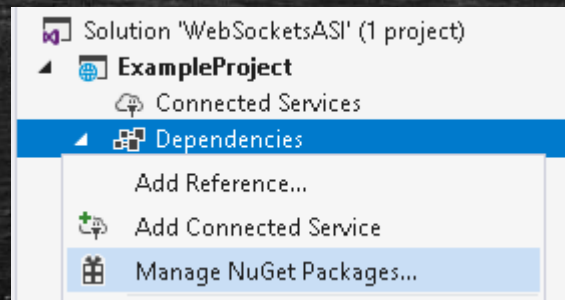 Solution 'WebSocketsASI' (1 project)
ExampleProject
Connected Services
Dependencies
Add Reference...
Add Connected Service
Manage NuGet Packages...